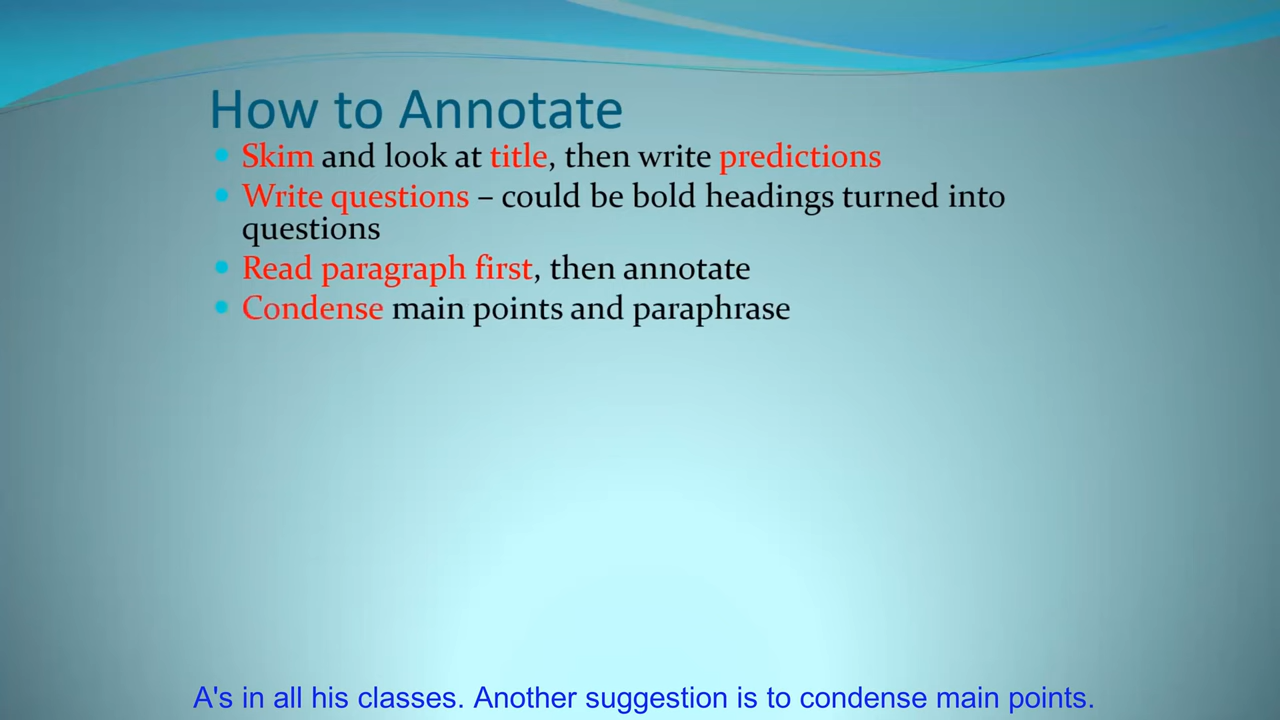 How to Annotate
Skim and look at title, then write predictions
Write questions – could be bold headings turned into
questions
Read paragraph first, then annotate
Condense main points and paraphrase
A's in all his classes. Another suggestion is to condense main points.